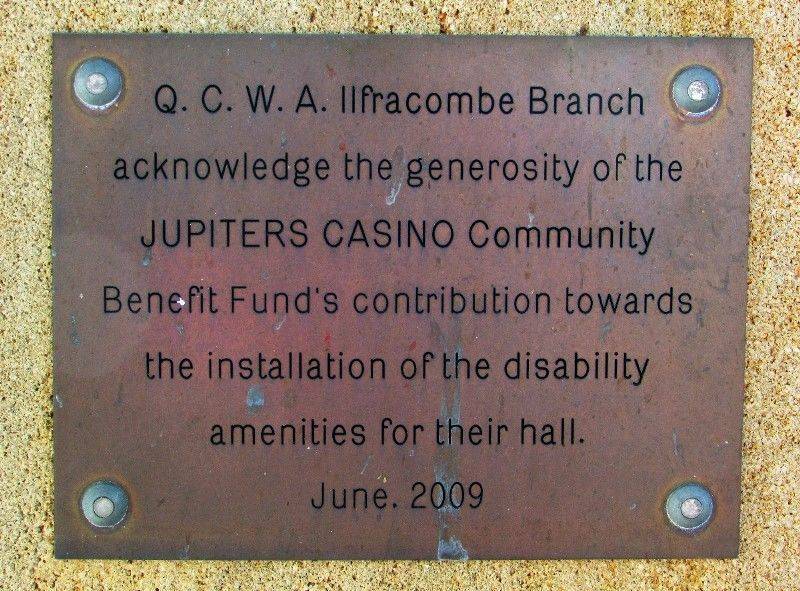 Q. C. W. A. Ilfracombe Branch
acknowledge the generosity of the
JUPITERS CASINO Community
Benefit Fund's contribution towards
the installation of the disability
amenities for their hall.
June. 2009